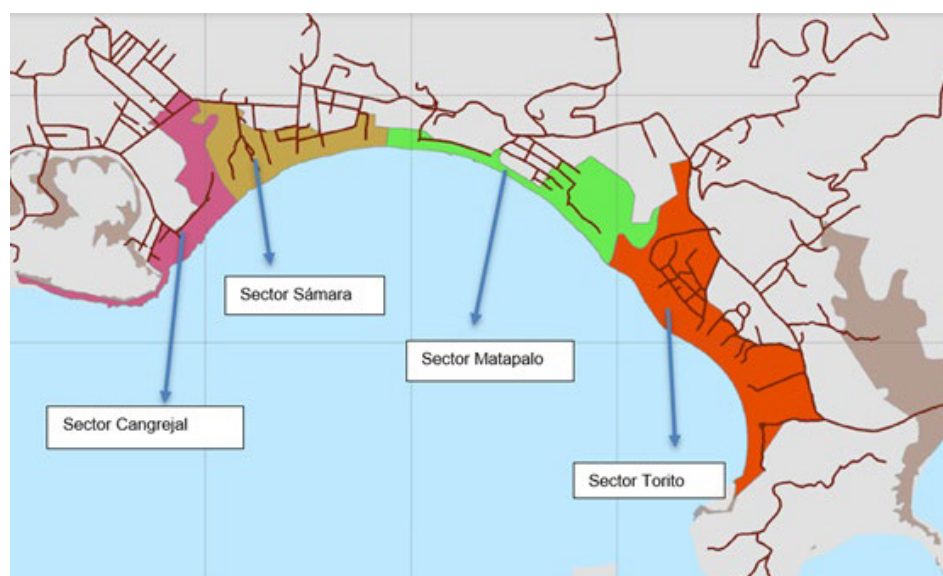 Sector Sámara
Sector Matapalo
Sector Cangrejal
Sector Torito